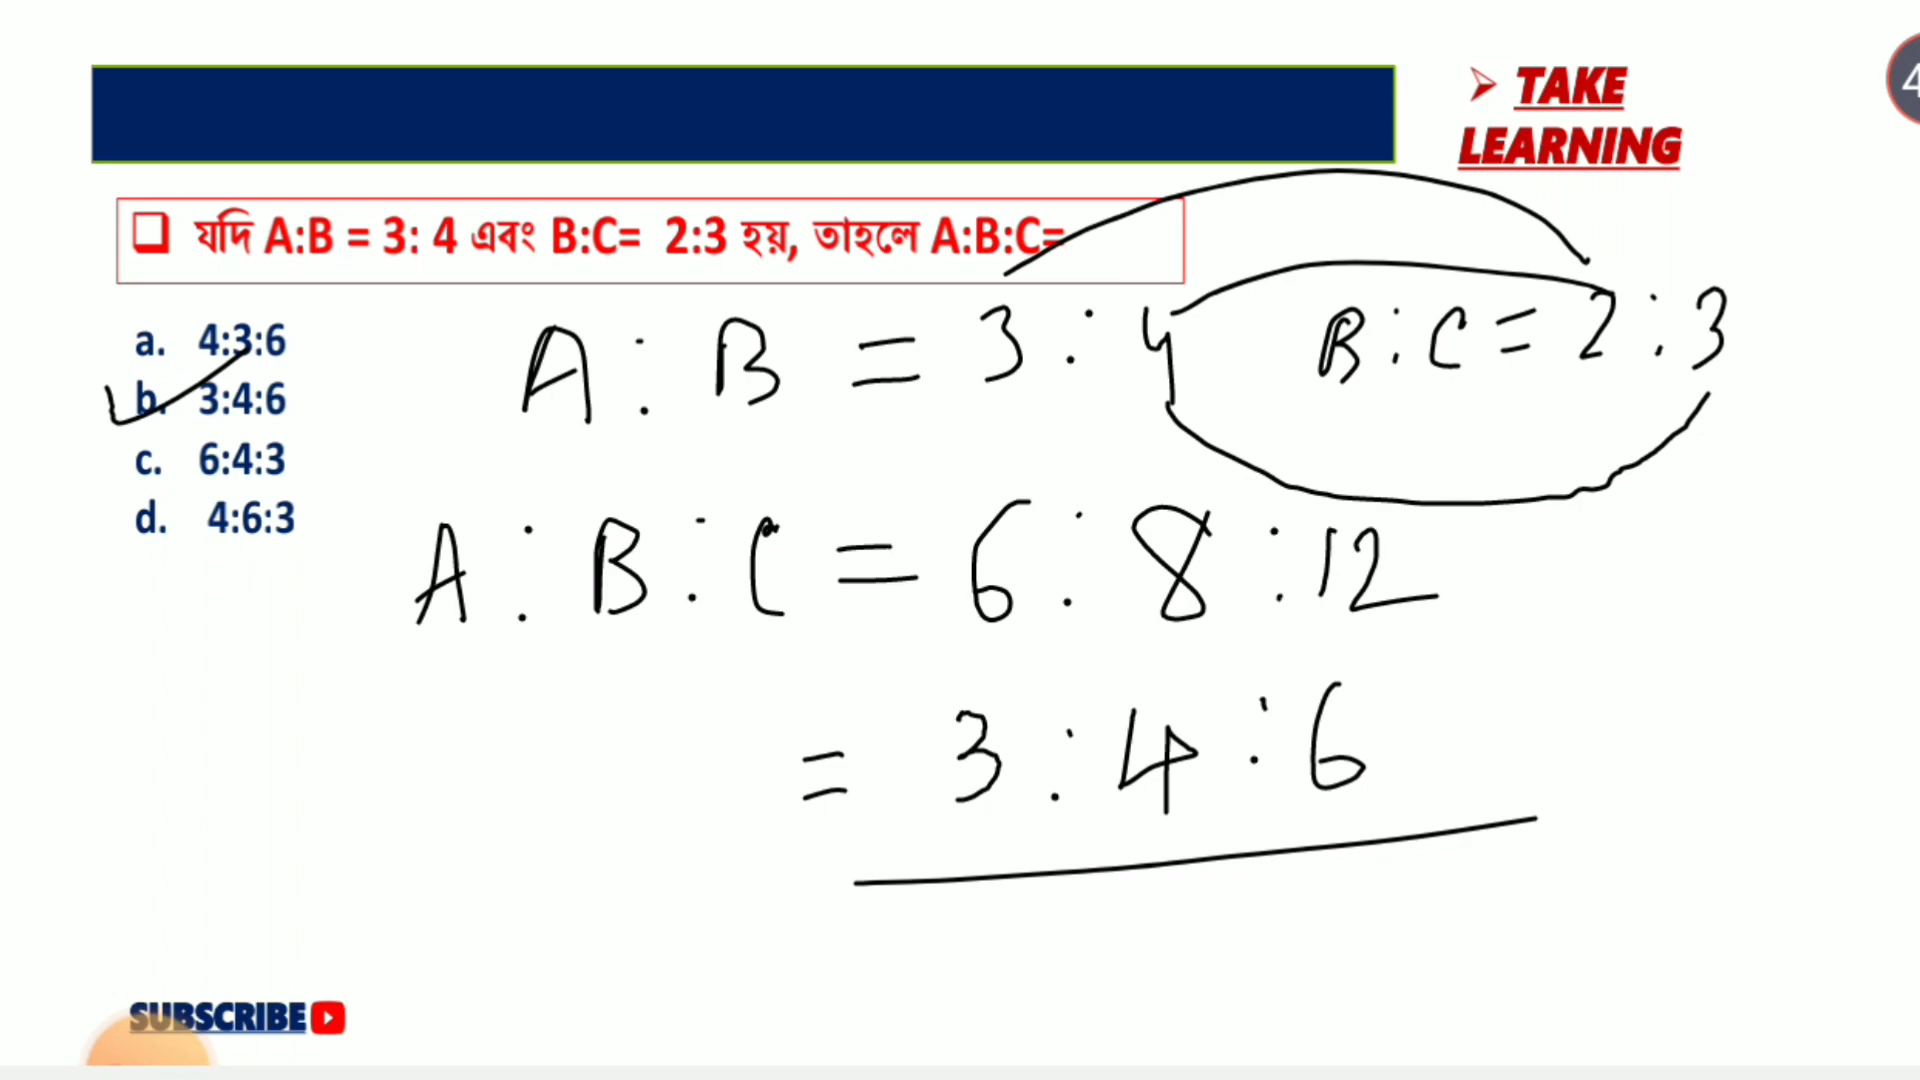 ➢ TAKE
LEARNING
4
❑ যদি A:B = 3: 4 এবং B:C= 2:3 হয়, তাহলে A:B:C=
a. 4:3:6
b. 3:4:6
c. 6:4:3
d. 4:6:3
A : B = 3 : 4 B : C = 2 : 3
A : B : C = 6 : 8 : 12
= 3 : 4 : 6
SUBSCRIBE